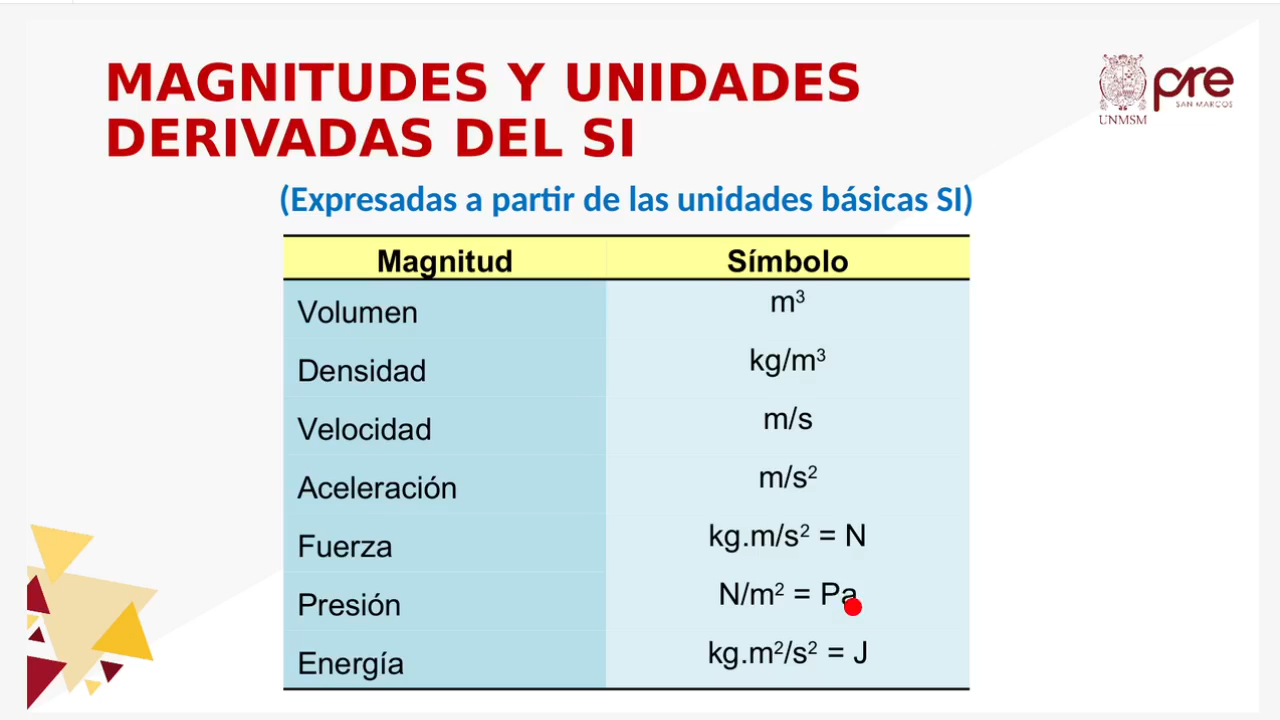 MAGNITUDES Y UNIDADES
DERIVADAS DEL SI
pre
SAN MARCOS
UNMSM
(Expresadas a partir de las unidades básicas SI)
Magnitud Símbolo
Volumen m³
Densidad kg/m³
Velocidad m/s
Aceleración m/s²
Fuerza kg.m/s² = N
Presión N/m² = Pa
Energía kg.m²/s² = J